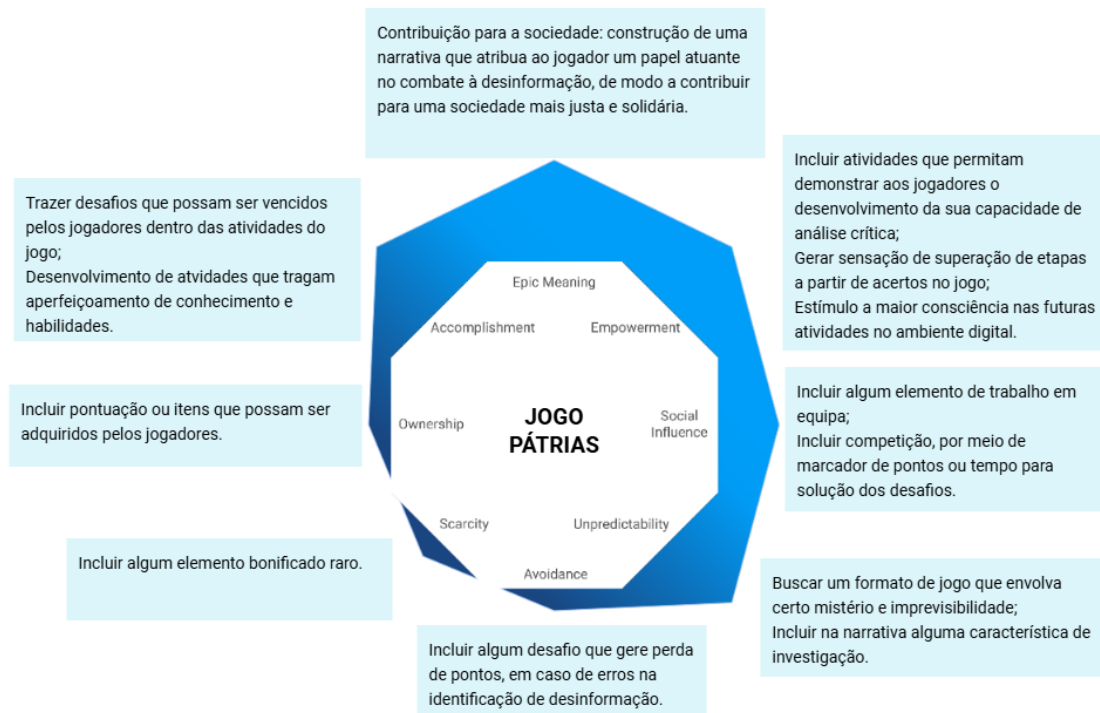 Contribuição para a sociedade: construção de uma
narrativa que atribua ao jogador um papel atuante
no combate à desinformação, de modo a contribuir
para uma sociedade mais justa e solidária.
Trazer desafios que possam ser vencidos
pelos jogadores dentro das atividades do
jogo;
Desenvolvimento de atvidades que tragam
aperfeiçoamento de conhecimento e
habilidades.
Incluir atividades que permitam
demonstrar aos jogadores o
desenvolvimento da sua capacidade de
análise crítica;
Gerar sensação de superação de etapas
a partir de acertos no jogo;
Estímulo a maior consciência nas futuras
atividades no ambiente digital.
Epic Meaning
Accomplishment
Empowerment
Incluir pontuação ou itens que possam ser
adquiridos pelos jogadores.
Ownership
JOGO
PÁTRIAS
Social
Influence
Incluir algum elemento de trabalho em
equipa;
Incluir competição, por meio de
marcador de pontos ou tempo para
solução dos desafios.
Scarcity
Unpredictability
Avoidance
Incluir algum elemento bonificado raro.
Buscar um formato de jogo que envolva
certo mistério e imprevisibilidade;
Incluir na narrativa alguma característica de
investigação.
Incluir algum desafio que gere perda
de pontos, em caso de erros na
identificação de desinformação.